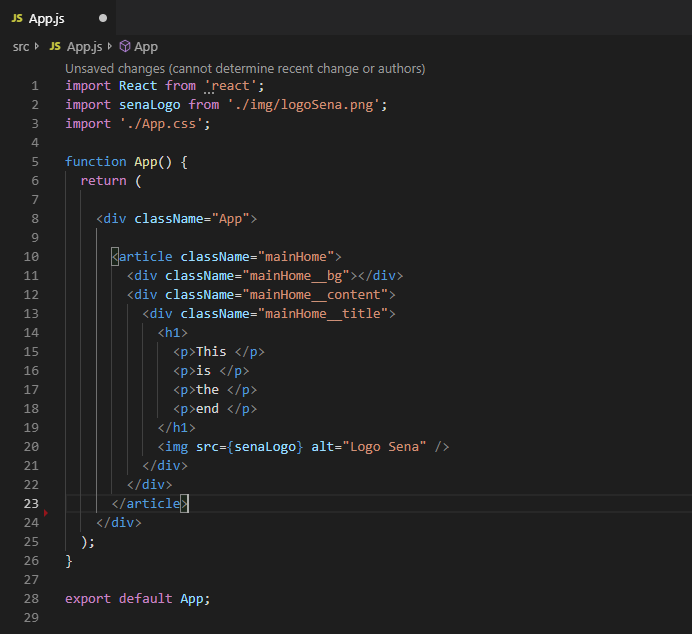 JS App.js
src JS App.js App
Unsaved changes (cannot determine recent change or authors)
1 import React from 'react';
2 import senaLogo from './img/logoSena.png';
3 import './App.css';
4
5 function App() {
6 return (
7
8 <div className="App">
9
10 <article className="mainHome">
11 <div className="mainHome__bg"></div>
12 <div className="mainHome__content">
13 <div className="mainHome__title">
14 <h1>
15 <p>This </p>
16 <p>is </p>
17 <p>the </p>
18 <p>end </p>
19 </h1>
20 <img src={senaLogo} alt="Logo Sena" />
21 </div>
22 </div>
23 </article>
24 </div>
25 );
26 }
27
28 export default App;
29